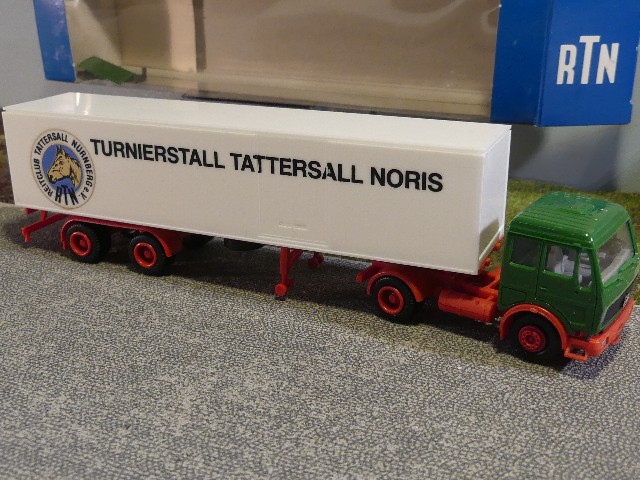 RTN
TURNIERSTALL TATTERSALL NORIS
REITCLUB TATTERSALL NÜRNBERG e.V.
RTN